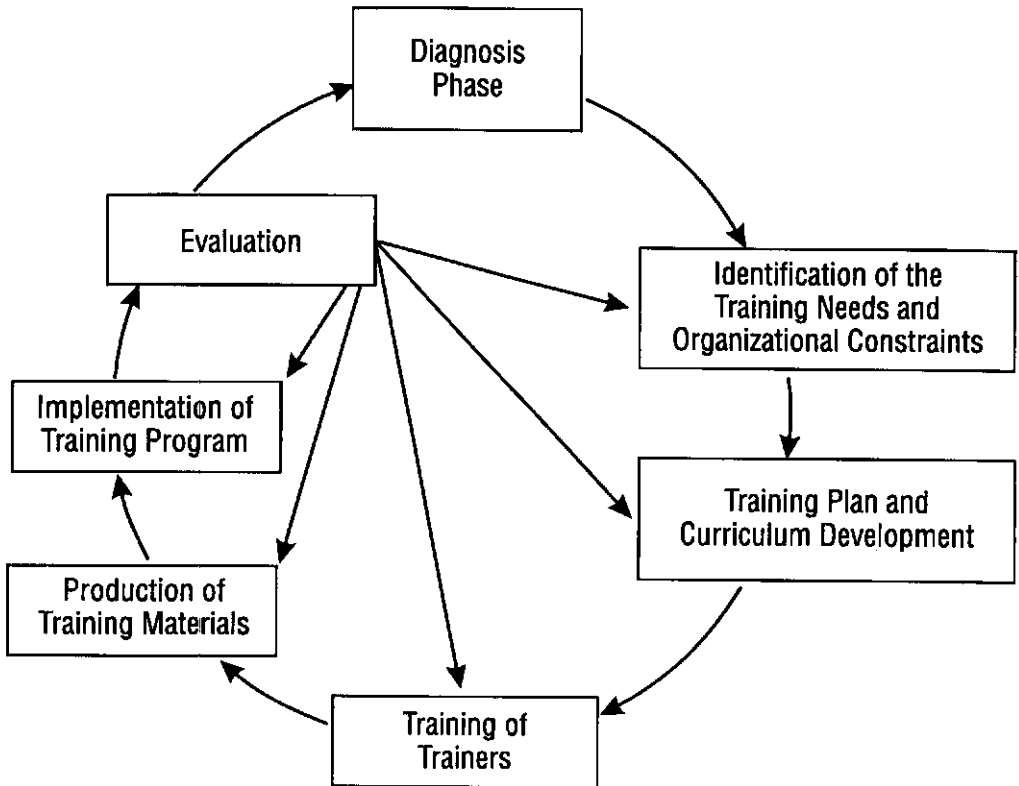 Diagnosis
Phase
Evaluation
Identification of the
Training Needs and
Organizational Constraints
Implementation of
Training Program
Training Plan and
Curriculum Development
Production of
Training Materials
Training of
Trainers